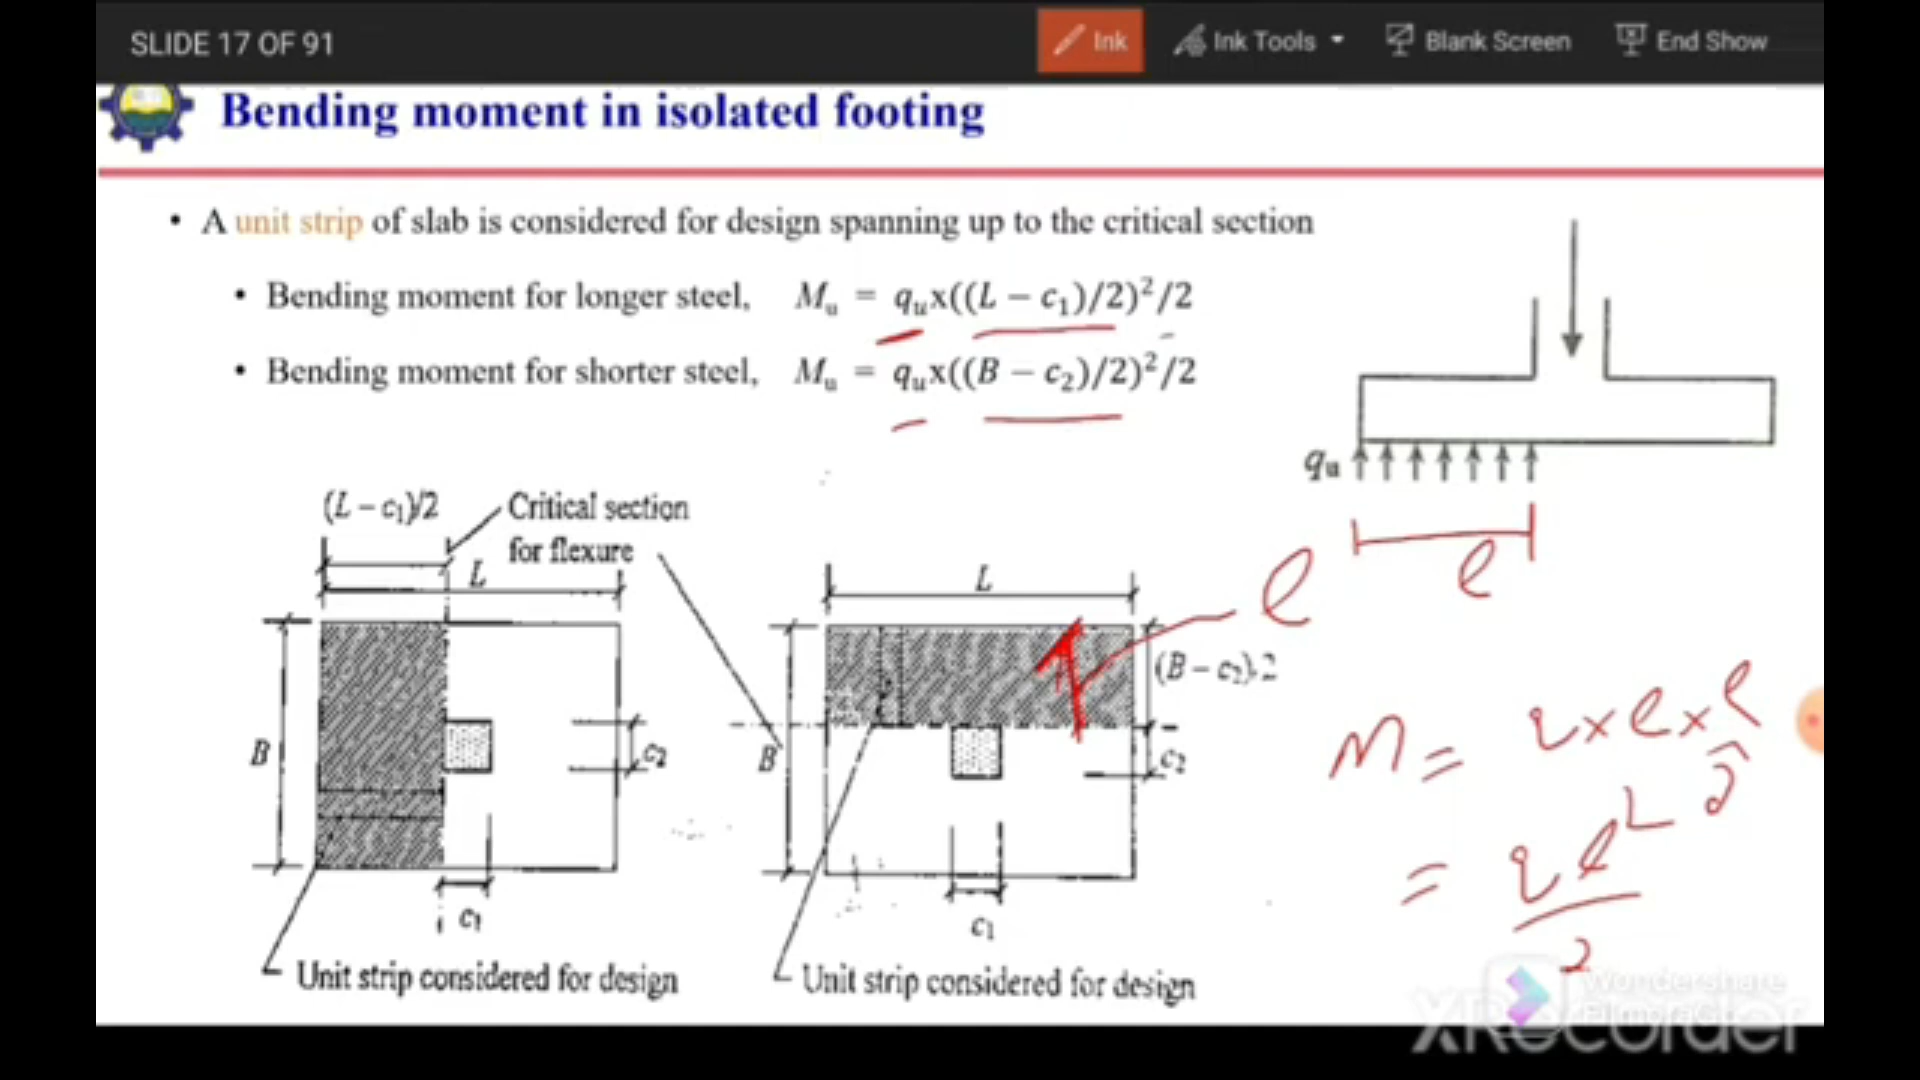 SLIDE 17 OF 91 Ink Ink Tools Blank Screen End Show
Bending moment in isolated footing
• A unit strip of slab is considered for design spanning up to the critical section
• Bending moment for longer steel, Mᵤ = qᵤx((L − c₁)/2)²/2
• Bending moment for shorter steel, Mᵤ = qᵤx((B − c₂)/2)²/2
qu
(L − c₁)/2
Critical section
for flexure
L
B
c₂
c₁
Unit strip considered for design
L
(B − c₂).2
B
c₂
c₁
Unit strip considered for design
l
l
M = q×l×l/2
= ql²/2
Wondershare
FilmoraGo
XRecorder